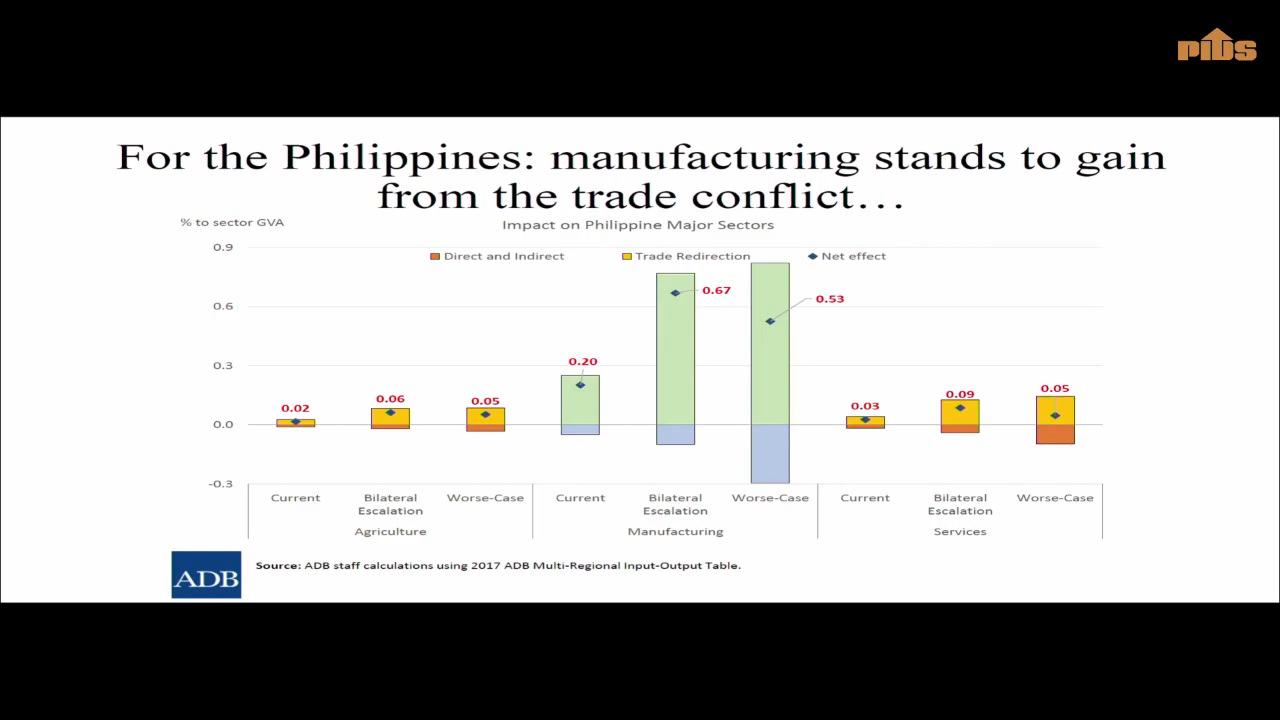 PIDS
For the Philippines: manufacturing stands to gain
from the trade conflict…
% to sector GVA
Impact on Philippine Major Sectors
Direct and Indirect
Trade Redirection
Net effect
0.9
0.6
0.3
0.0
-0.3
0.02
0.06
0.05
0.20
0.67
0.53
0.03
0.09
0.05
Current
Bilateral
Escalation
Worse-Case
Current
Bilateral
Escalation
Worse-Case
Current
Bilateral
Escalation
Worse-Case
Agriculture
Manufacturing
Services
ADB
Source: ADB staff calculations using 2017 ADB Multi-Regional Input-Output Table.